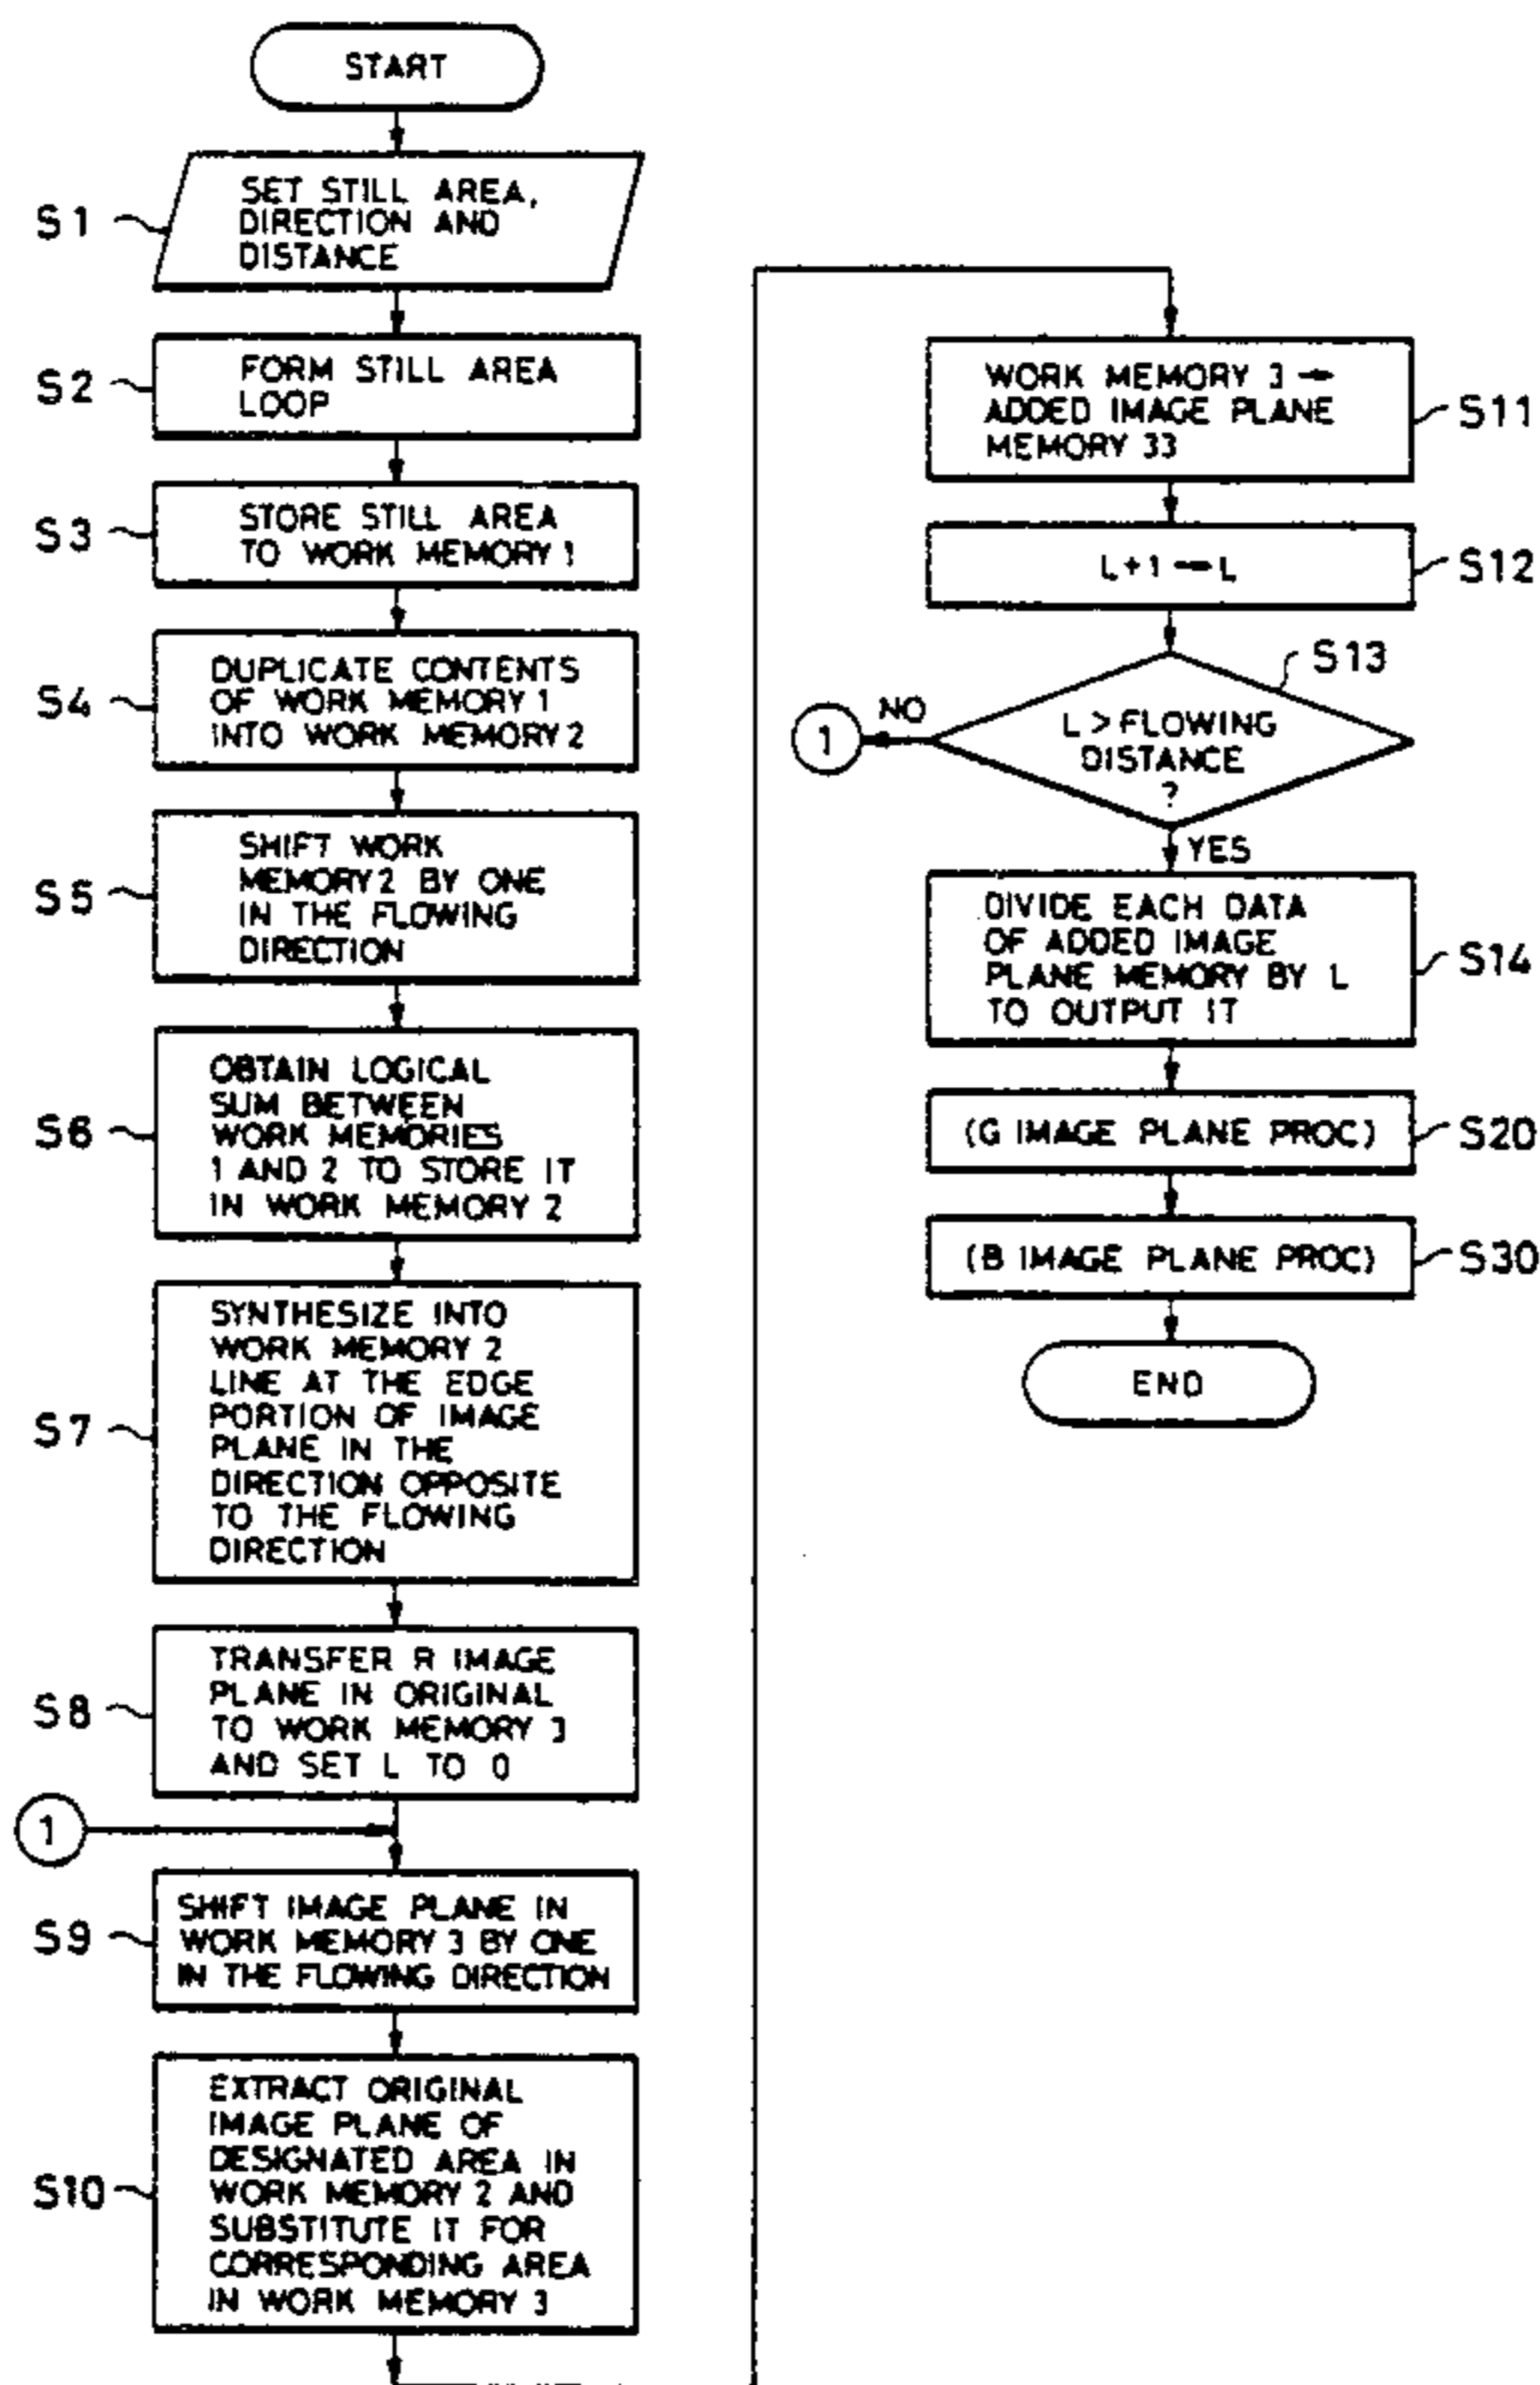 START
S1
SET STILL AREA,
DIRECTION AND
DISTANCE
S2
FORM STILL AREA
LOOP
S3
STORE STILL AREA
TO WORK MEMORY 1
S4
DUPLICATE CONTENTS
OF WORK MEMORY 1
INTO WORK MEMORY 2
S5
SHIFT WORK
MEMORY 2 BY ONE
IN THE FLOWING
DIRECTION
S6
OBTAIN LOGICAL
SUM BETWEEN
WORK MEMORIES
1 AND 2 TO STORE IT
IN WORK MEMORY 2
S7
SYNTHESIZE INTO
WORK MEMORY 2
LINE AT THE EDGE
PORTION OF IMAGE
PLANE IN THE
DIRECTION OPPOSITE
TO THE FLOWING
DIRECTION
S8
TRANSFER R IMAGE
PLANE IN ORIGINAL
TO WORK MEMORY 3
AND SET L TO 0
1
S9
SHIFT IMAGE PLANE IN
WORK MEMORY 3 BY ONE
IN THE FLOWING DIRECTION
S10
EXTRACT ORIGINAL
IMAGE PLANE OF
DESIGNATED AREA IN
WORK MEMORY 2 AND
SUBSTITUTE IT FOR
CORRESPONDING AREA
IN WORK MEMORY 3
WORK MEMORY 3 →
ADDED IMAGE PLANE
MEMORY 33
S11
L+1 → L
S12
S13
L > FLOWING
DISTANCE
?
NO
1
YES
DIVIDE EACH DATA
OF ADDED IMAGE
PLANE MEMORY BY L
TO OUTPUT IT
S14
(G IMAGE PLANE PROC)
S20
(B IMAGE PLANE PROC)
S30
END